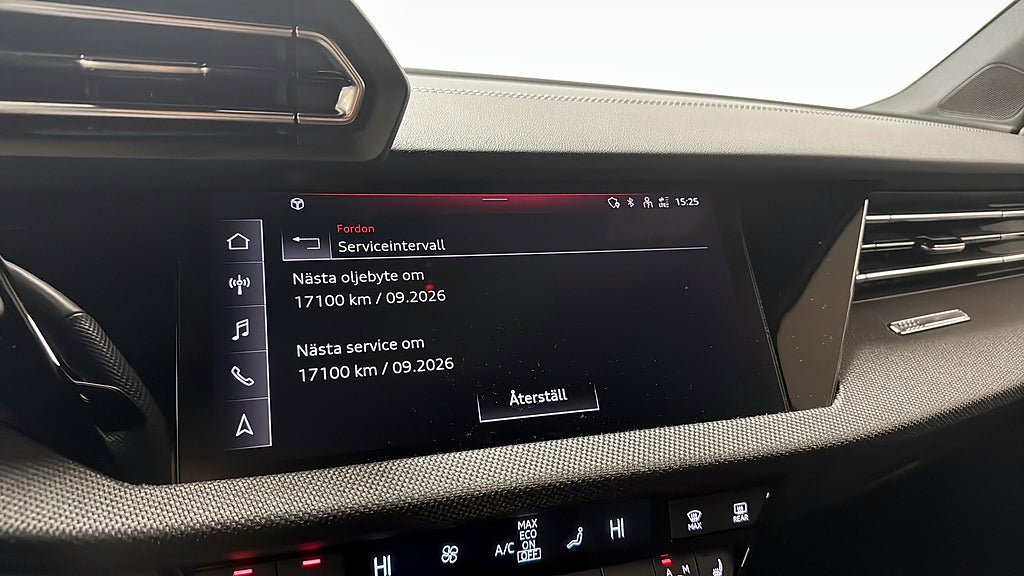 15:25
Fordon
Serviceintervall
Nästa oljebyte om
17100 km / 09.2026
Nästa service om
17100 km / 09.2026
Återställ
MAX
ECO
A/C ON
OFF
HI
HI
MAX
REAR
A M